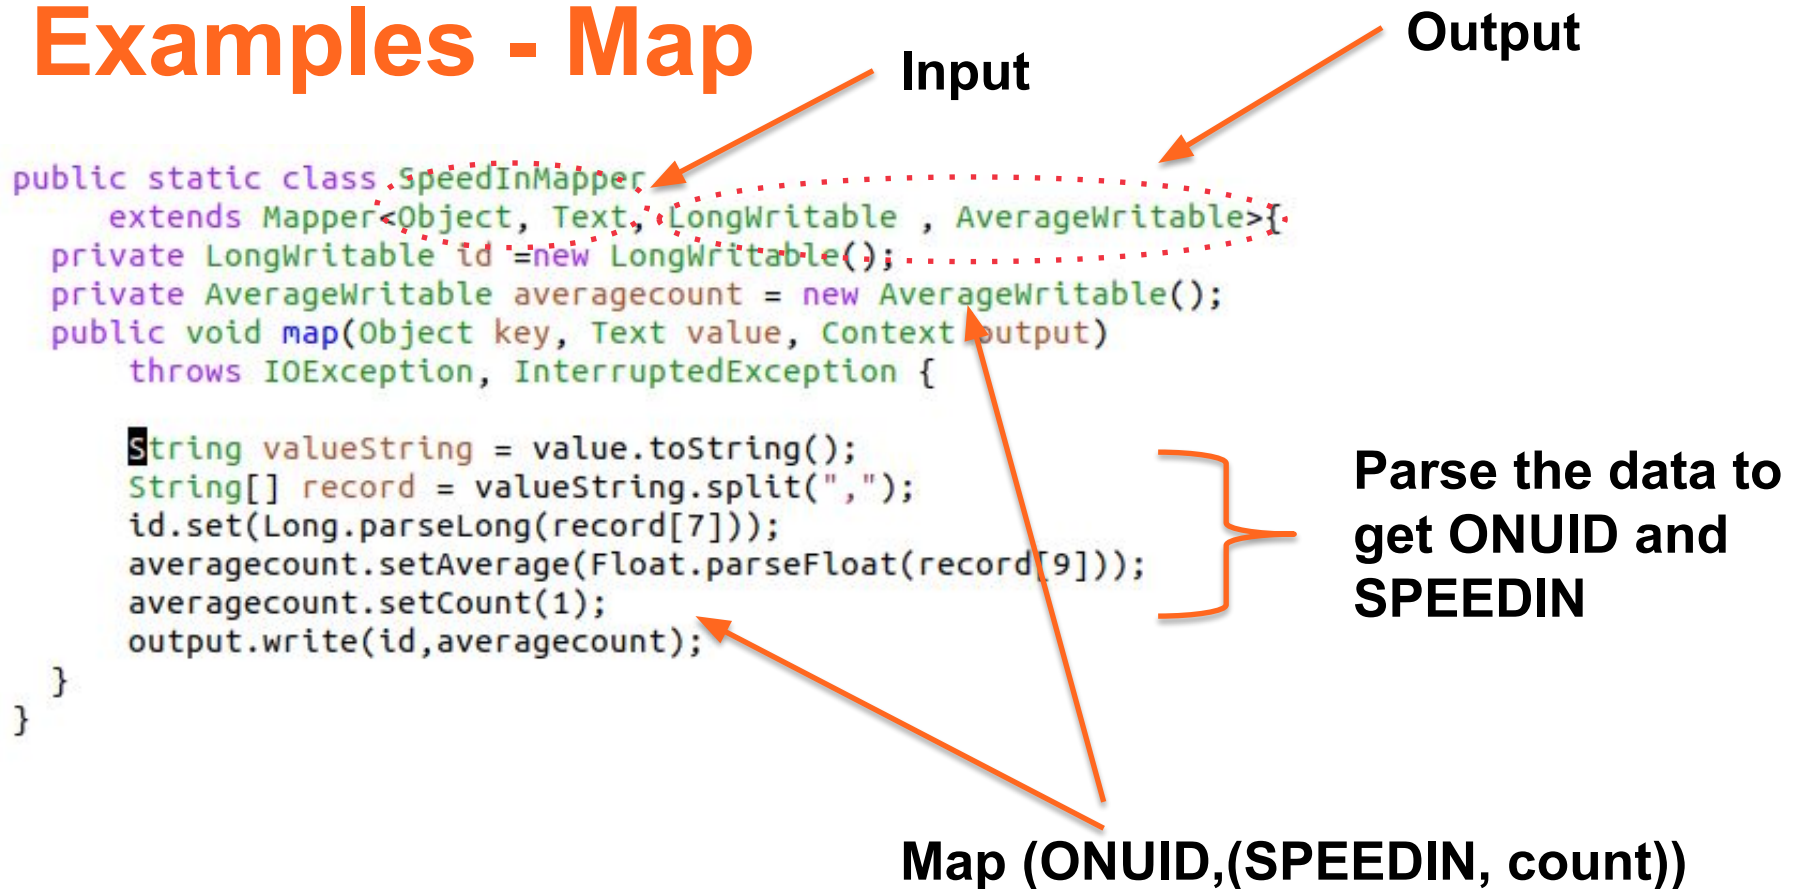 Examples - Map
Input
Output
public static class SpeedInMapper
extends Mapper<Object, Text, LongWritable , AverageWritable>{
private LongWritable id =new LongWritable();
private AverageWritable averagecount = new AverageWritable();
public void map(Object key, Text value, Context output)
throws IOException, InterruptedException {
String valueString = value.toString();
String[] record = valueString.split(",");
id.set(Long.parseLong(record[7]));
averagecount.setAverage(Float.parseFloat(record[9]));
averagecount.setCount(1);
output.write(id,averagecount);
}
}
Parse the data to
get ONUID and
SPEEDIN
Map (ONUID,(SPEEDIN, count))